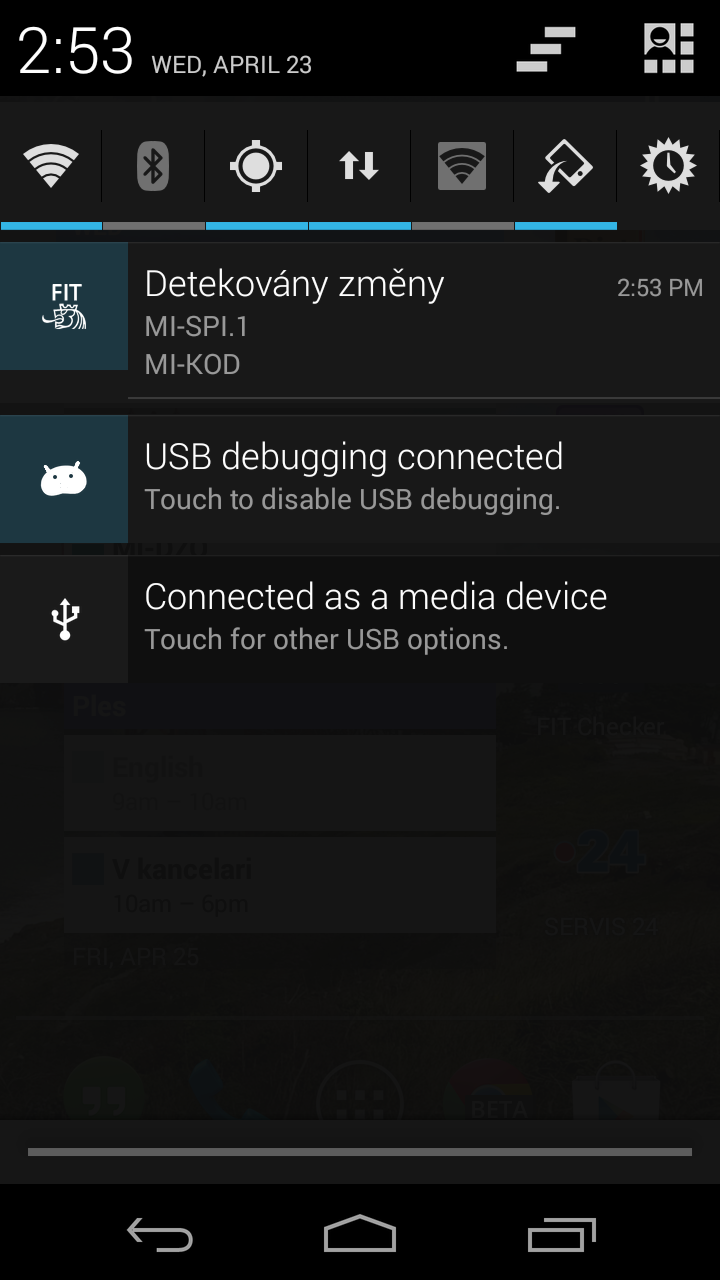 2:53 WED, APRIL 23
FIT
Detekovány změny 2:53 PM
MI-SPI.1
MI-KOD
USB debugging connected
Touch to disable USB debugging.
Connected as a media device
Touch for other USB options.
Ples
FIT Checker
English
9am – 10am
24
V kancelari
10am – 6pm
SERVIS 24
FRI, APR 25
BETA